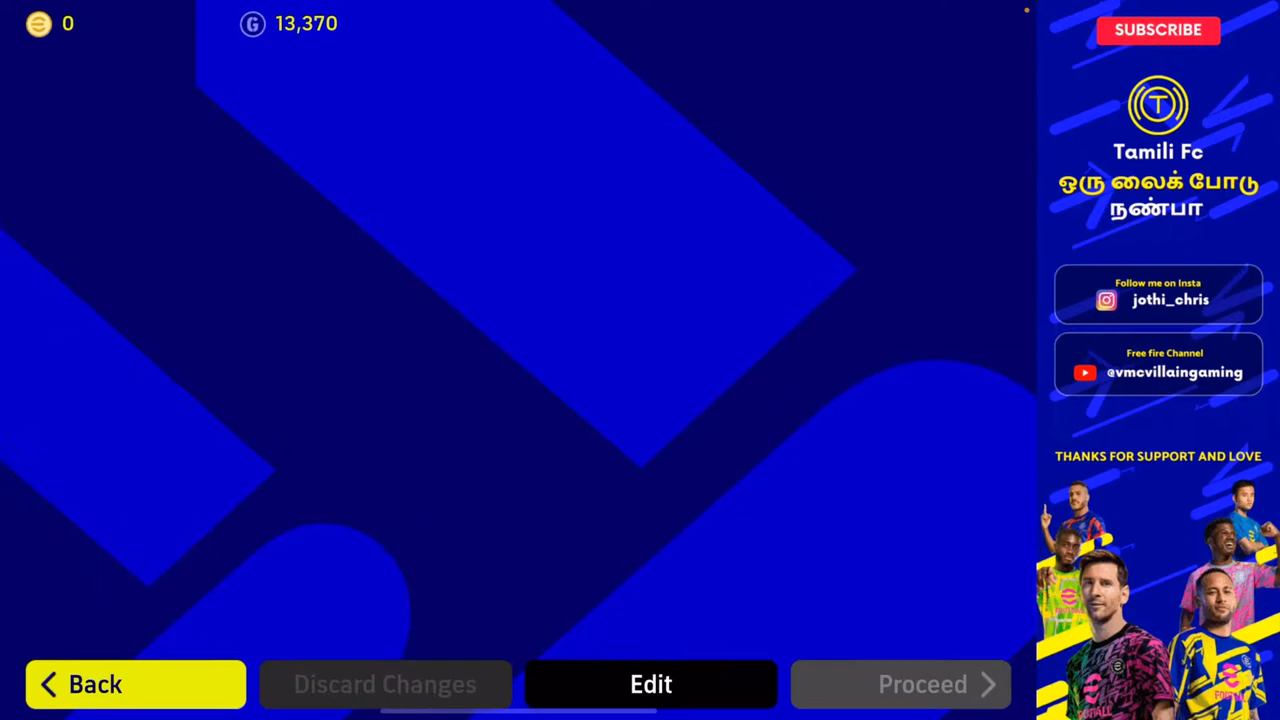 0
13,370
SUBSCRIBE
T
Tamili Fc
ஒரு லைக் போடு
நண்பா
Follow me on Insta
jothi_chris
Free fire Channel
@vmcvillaingaming
THANKS FOR SUPPORT AND LOVE
Back
Discard Changes
Edit
Proceed